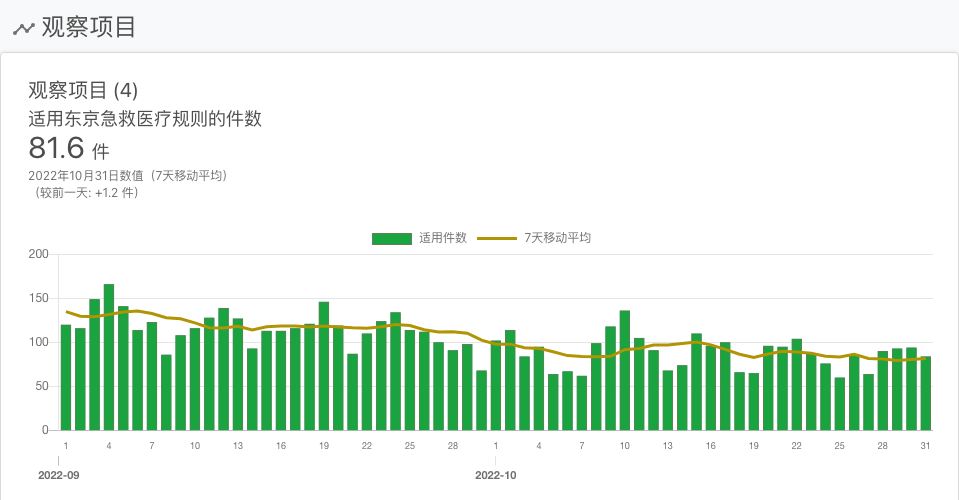 观察项目
观察项目 (4)
适用东京急救医疗规则的件数
81.6 件
2022年10月31日数值（7天移动平均）
（较前一天: +1.2 件）
适用件数 7天移动平均
200
150
100
50
0
1 4 7 10 13 16 19 22 25 28 1 4 7 10 13 16 19 22 25 28 31
2022-09 2022-10